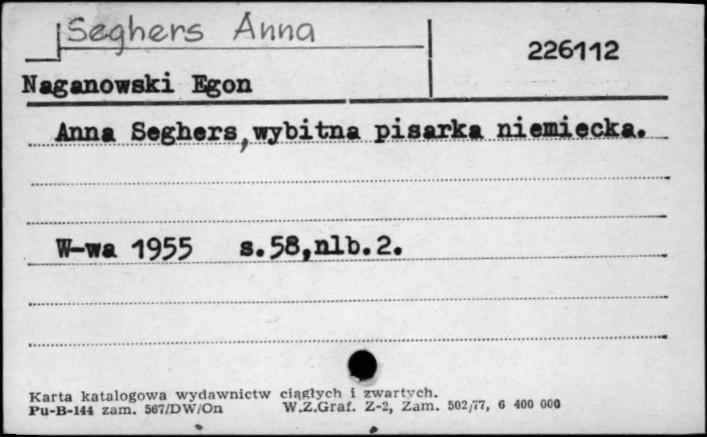 Seghers Anna
226112
Naganowski Egon
Anna Seghers, wybitna pisarka niemiecka.
W-wa 1955 s.58,nlb.2.
Karta katalogowa wydawnictw ciągłych i zwartych.
Pu-B-144 zam. 567/DW/On W.Z.Graf. Z-2, Zam. 502/77, 6 400 000